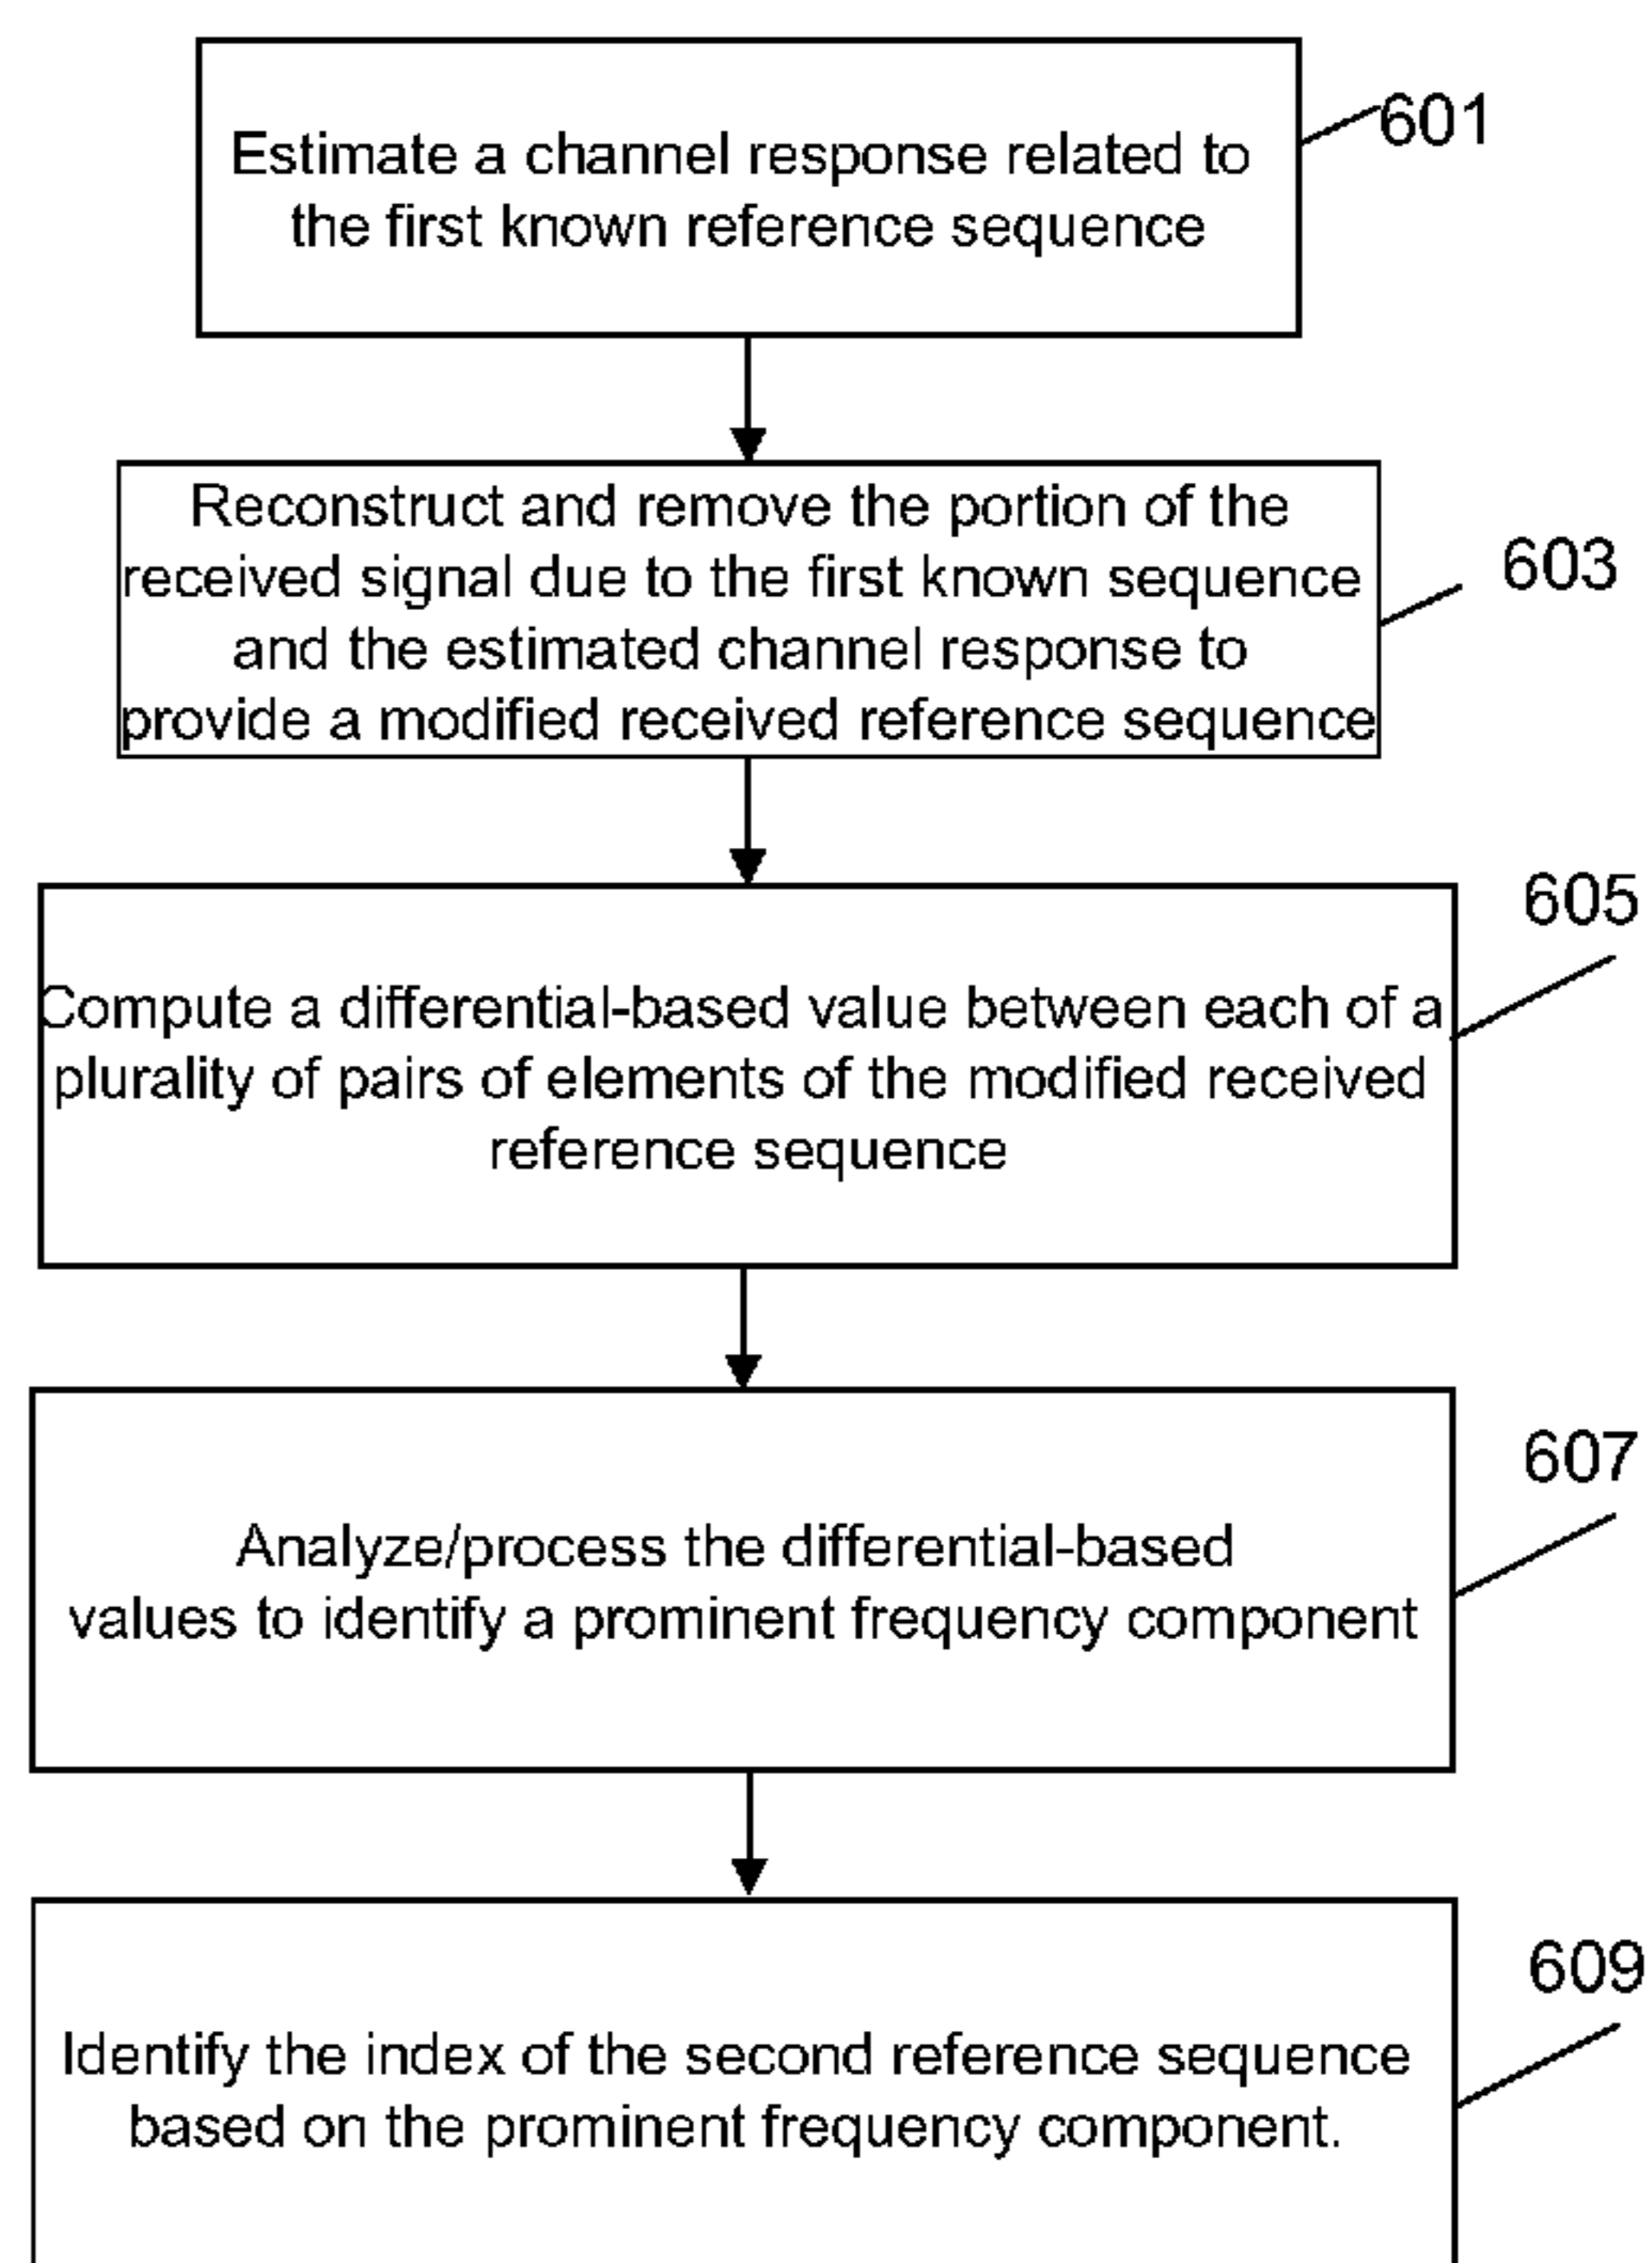 Estimate a channel response related to
the first known reference sequence
601
Reconstruct and remove the portion of the
received signal due to the first known sequence
and the estimated channel response to
provide a modified received reference sequence
603
605
Compute a differential-based value between each of a
plurality of pairs of elements of the modified received
reference sequence
607
Analyze/process the differential-based
values to identify a prominent frequency component
609
Identify the index of the second reference sequence
based on the prominent frequency component.